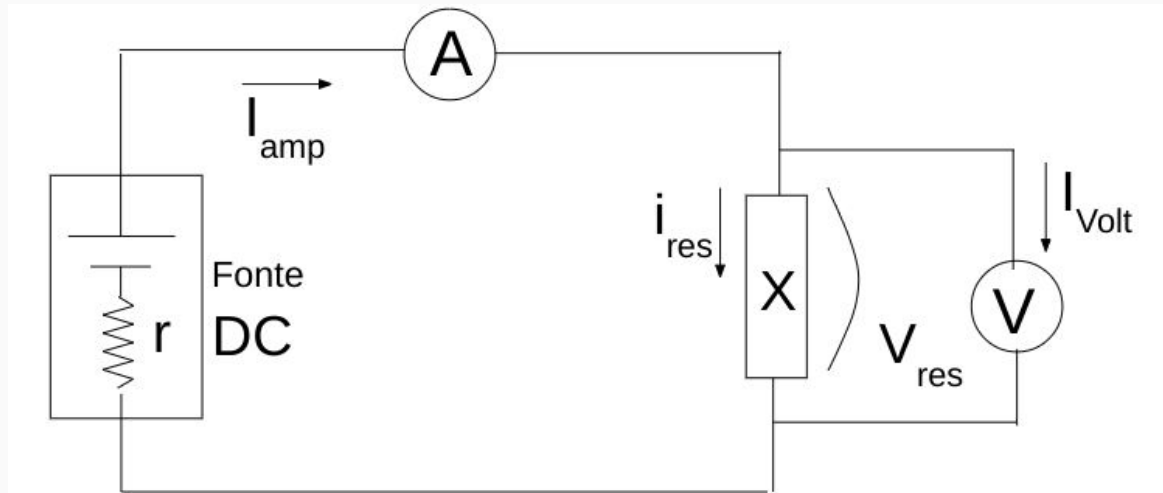 A
I amp
i res
I Volt
Fonte
DC
r
X
V
V res